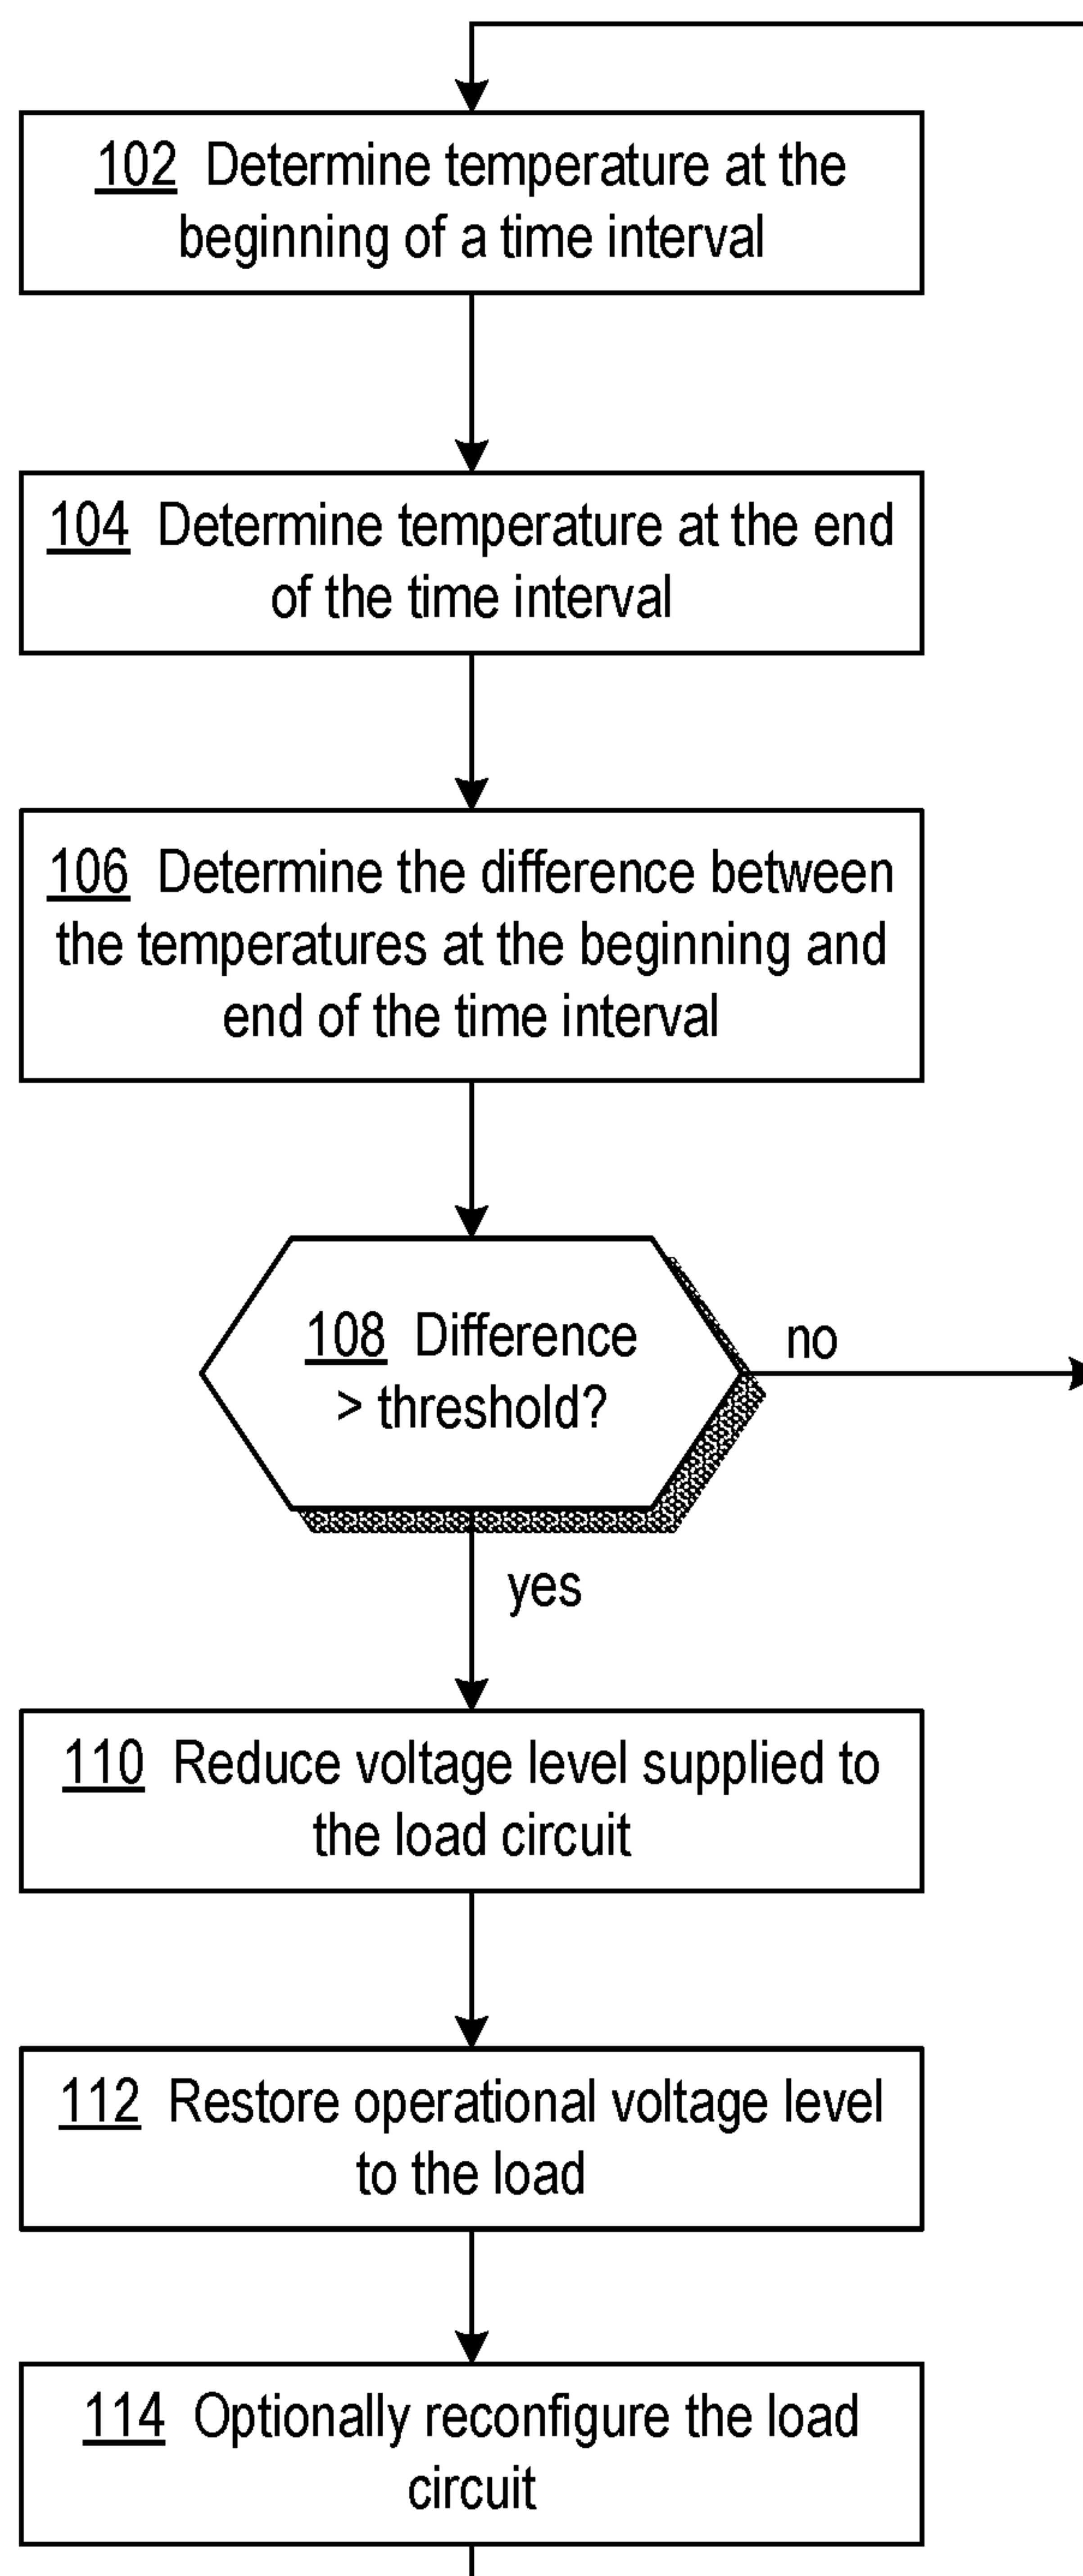 102 Determine temperature at the
beginning of a time interval
104 Determine temperature at the end
of the time interval
106 Determine the difference between
the temperatures at the beginning and
end of the time interval
108 Difference
> threshold?
no
yes
110 Reduce voltage level supplied to
the load circuit
112 Restore operational voltage level
to the load
114 Optionally reconfigure the load
circuit